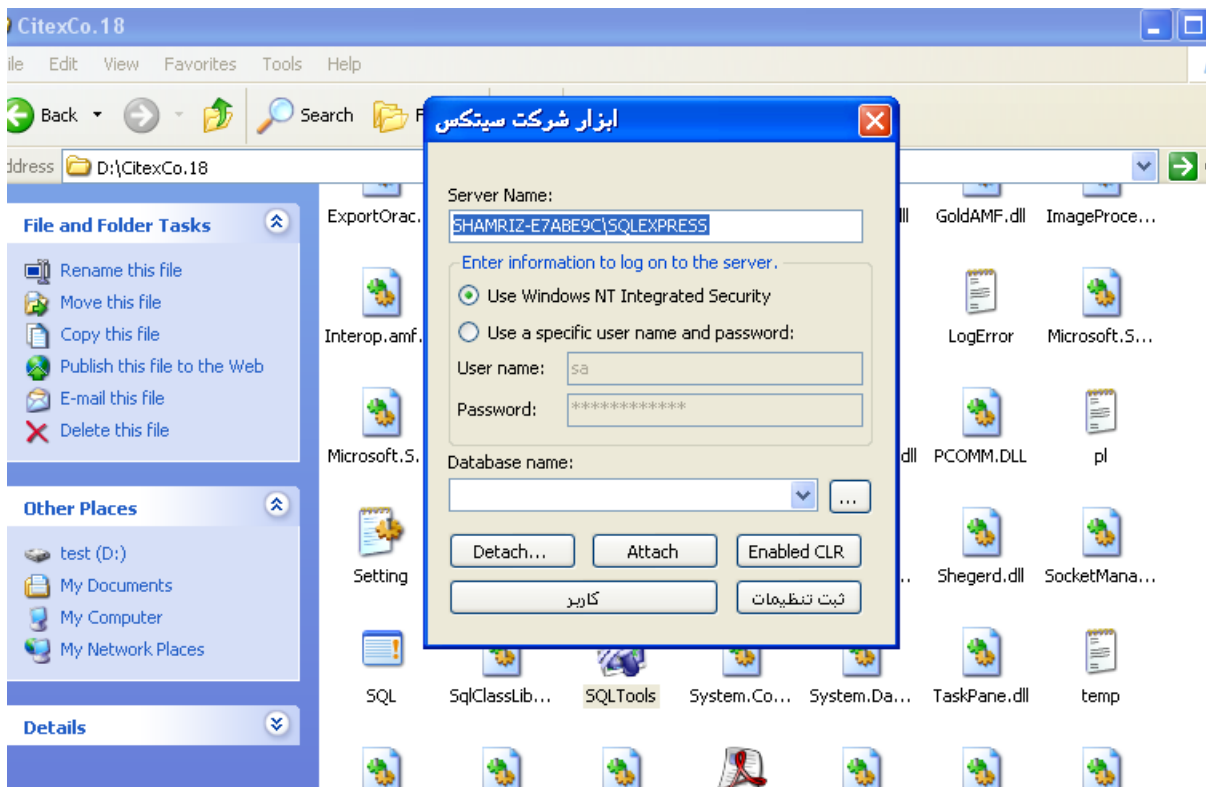 CitexCo.18
ile Edit View Favorites Tools Help
Back Search F
ddress D:\CitexCo.18
File and Folder Tasks
Rename this file
Move this file
Copy this file
Publish this file to the Web
E-mail this file
Delete this file
Other Places
test (D:)
My Documents
My Computer
My Network Places
Details
ابزار شرکت سیتکس
Server Name:
SHAMRIZ-E7ABE9C\SQLEXPRESS
Enter information to log on to the server.
Use Windows NT Integrated Security
Use a specific user name and password:
User name: sa
Password: ************
Database name:
...
Detach... Attach Enabled CLR
کاربر ثبت تنظیمات
ExportOrac. ll GoldAMF.dll ImageProce...
Interop.amf. LogError Microsoft.S...
Microsoft.S. dll PCOMM.DLL pl
Setting .. Shegerd.dll SocketMana...
SQL SqlClassLib... SQLTools System.Co... System.Da... TaskPane.dll temp